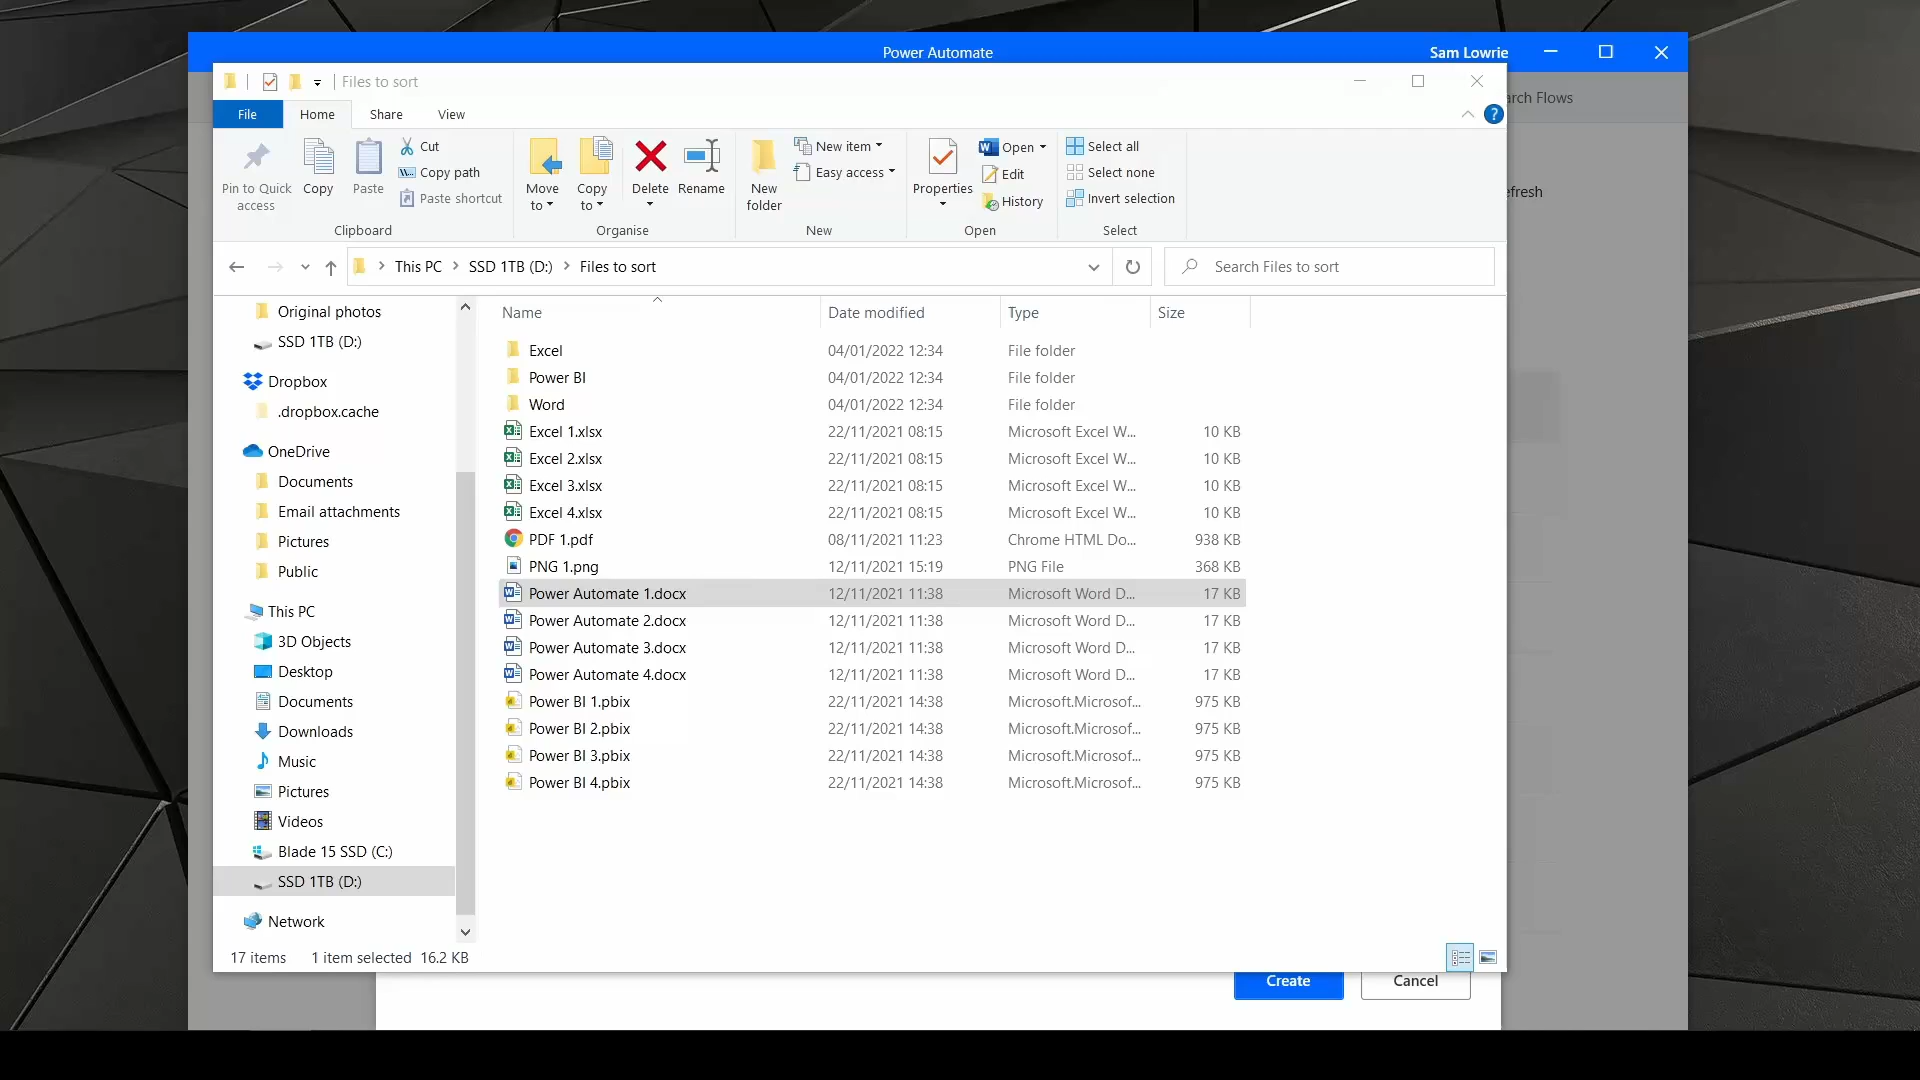 Power Automate Sam Lowrie
Files to sort
File Home Share View
arch Flows
Pin to Quick access
Copy
Paste
Cut
Copy path
Paste shortcut
Move to
Copy to
Delete
Rename
New folder
New item
Easy access
Properties
Open
Edit
History
Select all
Select none
Invert selection
efresh
Clipboard Organise New Open Select
This PC SSD 1TB (D:) Files to sort
Search Files to sort
Original photos
SSD 1TB (D:)
Dropbox
.dropbox.cache
OneDrive
Documents
Email attachments
Pictures
Public
This PC
3D Objects
Desktop
Documents
Downloads
Music
Pictures
Videos
Blade 15 SSD (C:)
SSD 1TB (D:)
Network
Name Date modified Type Size
Excel 04/01/2022 12:34 File folder
Power BI 04/01/2022 12:34 File folder
Word 04/01/2022 12:34 File folder
Excel 1.xlsx 22/11/2021 08:15 Microsoft Excel W... 10 KB
Excel 2.xlsx 22/11/2021 08:15 Microsoft Excel W... 10 KB
Excel 3.xlsx 22/11/2021 08:15 Microsoft Excel W... 10 KB
Excel 4.xlsx 22/11/2021 08:15 Microsoft Excel W... 10 KB
PDF 1.pdf 08/11/2021 11:23 Chrome HTML Do... 938 KB
PNG 1.png 12/11/2021 15:19 PNG File 368 KB
Power Automate 1.docx 12/11/2021 11:38 Microsoft Word D... 17 KB
Power Automate 2.docx 12/11/2021 11:38 Microsoft Word D... 17 KB
Power Automate 3.docx 12/11/2021 11:38 Microsoft Word D... 17 KB
Power Automate 4.docx 12/11/2021 11:38 Microsoft Word D... 17 KB
Power BI 1.pbix 22/11/2021 14:38 Microsoft.Microsof... 975 KB
Power BI 2.pbix 22/11/2021 14:38 Microsoft.Microsof... 975 KB
Power BI 3.pbix 22/11/2021 14:38 Microsoft.Microsof... 975 KB
Power BI 4.pbix 22/11/2021 14:38 Microsoft.Microsof... 975 KB
17 items 1 item selected 16.2 KB
Create Cancel